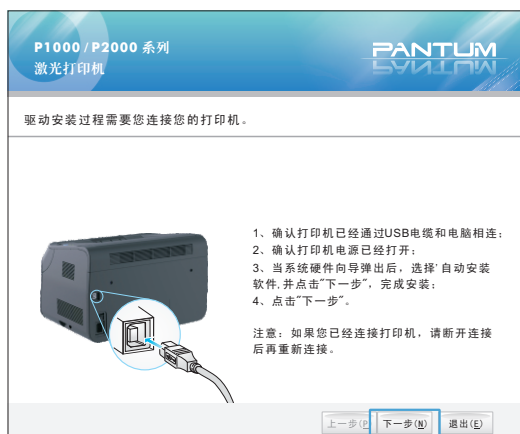 P1000/P2000 系列
激光打印机
PANTUM
驱动安装过程需要您连接您的打印机。
1、确认打印机已经通过USB电缆和电脑相连;
2、确认打印机电源已经打开;
3、当系统硬件向导弹出后，选择'自动安装
软件,并点击"下一步"，完成安装;
4、点击"下一步"。
注意：如果您已经连接打印机，请断开连接
后再重新连接。
上一步(P
下一步(N)
退出(E)